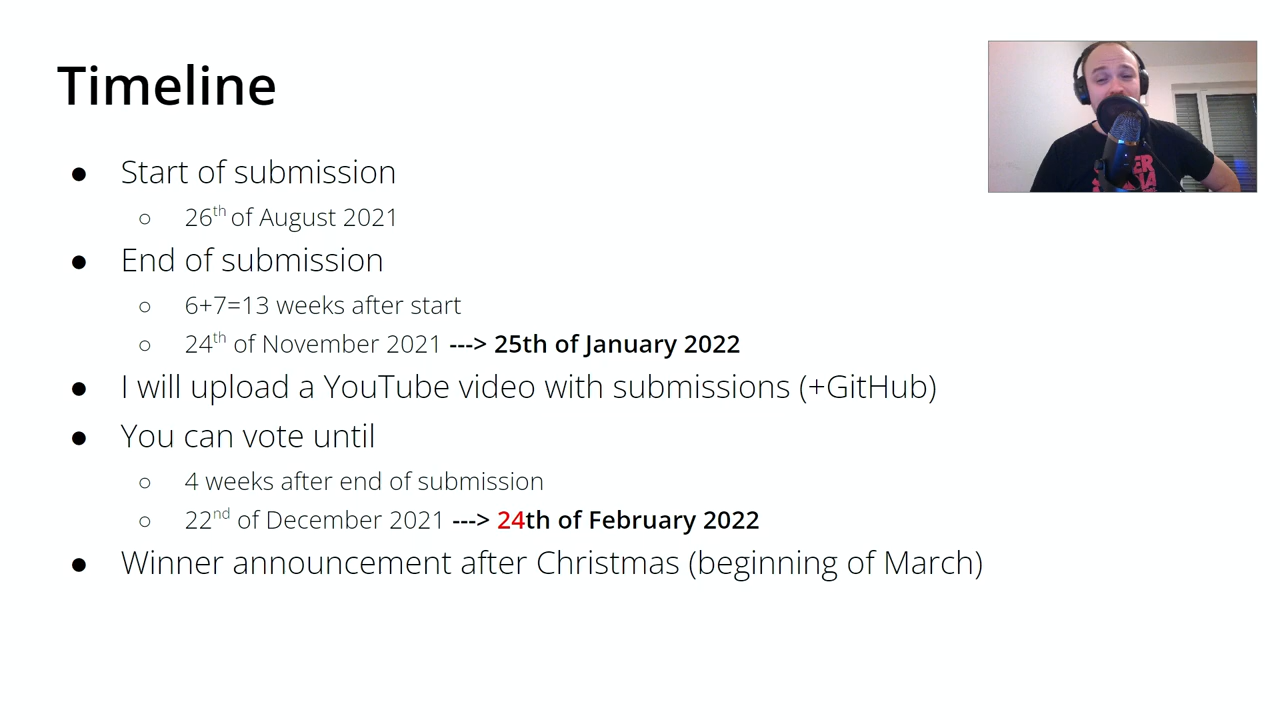 Timeline
● Start of submission
○ 26th of August 2021
● End of submission
○ 6+7=13 weeks after start
○ 24th of November 2021 ---> 25th of January 2022
● I will upload a YouTube video with submissions (+GitHub)
● You can vote until
○ 4 weeks after end of submission
○ 22nd of December 2021 ---> 24th of February 2022
● Winner announcement after Christmas (beginning of March)